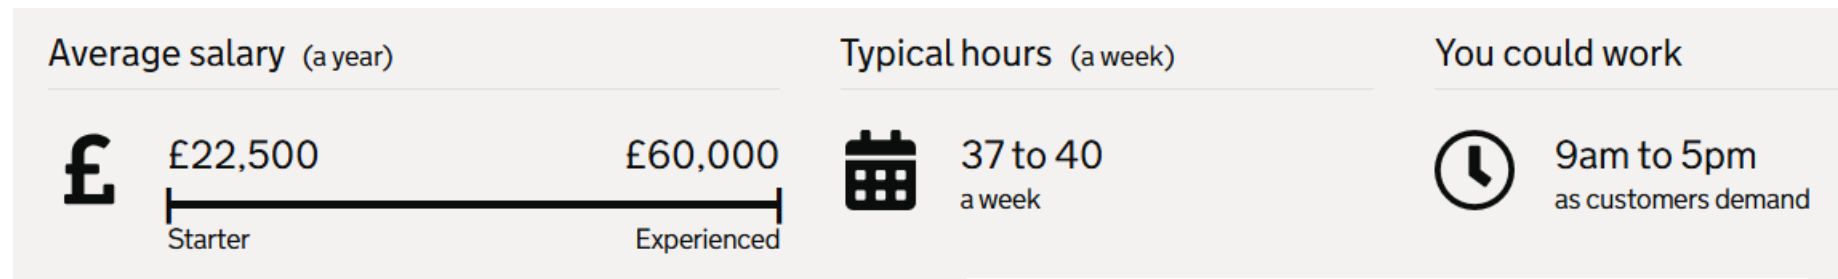 Average salary (a year)
£22,500 £60,000
Starter Experienced
Typical hours (a week)
37 to 40
a week
You could work
9am to 5pm
as customers demand